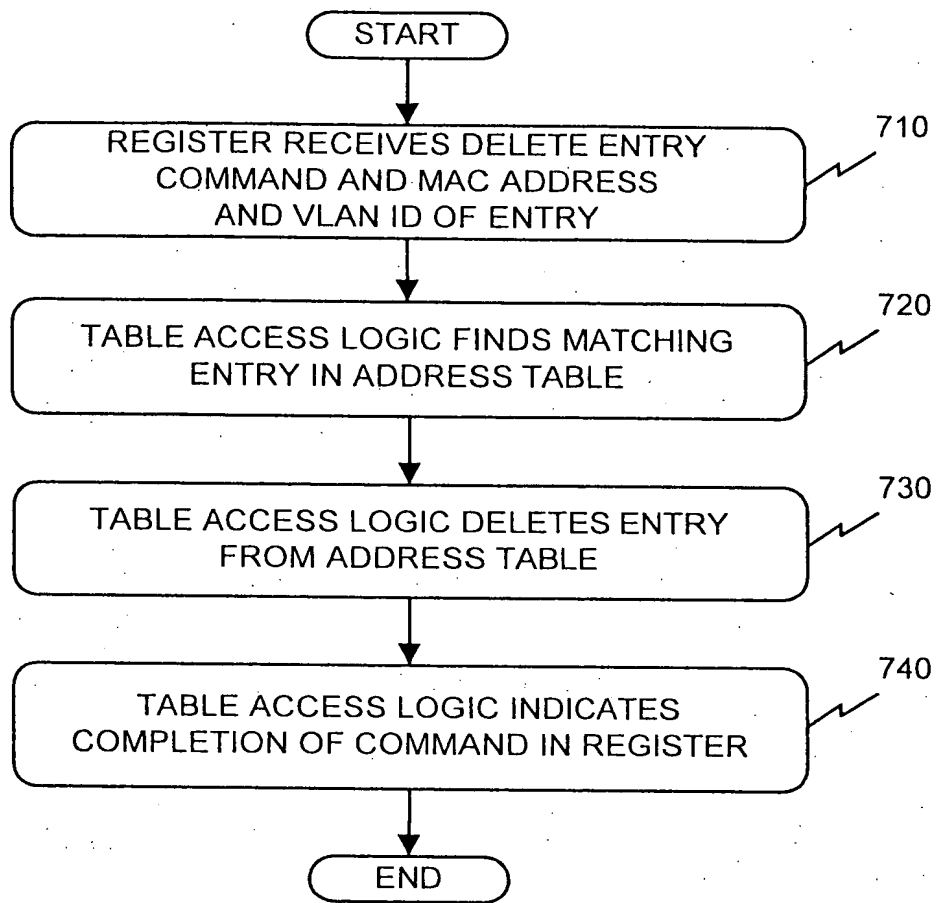 START
REGISTER RECEIVES DELETE ENTRY
COMMAND AND MAC ADDRESS
AND VLAN ID OF ENTRY
710
TABLE ACCESS LOGIC FINDS MATCHING
ENTRY IN ADDRESS TABLE
720
TABLE ACCESS LOGIC DELETES ENTRY
FROM ADDRESS TABLE
730
TABLE ACCESS LOGIC INDICATES
COMPLETION OF COMMAND IN REGISTER
740
END